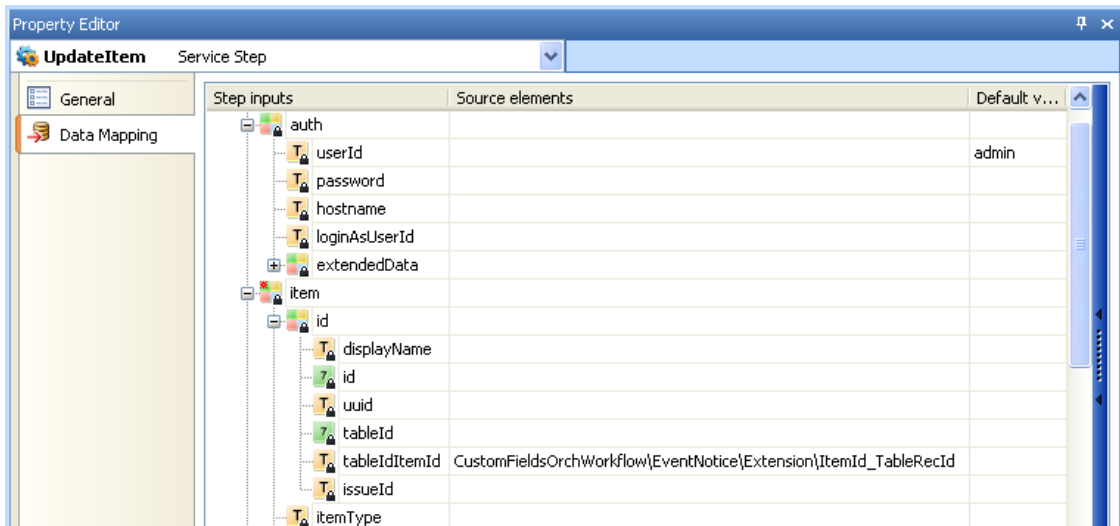 Property Editor
UpdateItem Service Step
General
Data Mapping
Step inputs Source elements Default v...
auth
userId admin
password
hostname
loginAsUserId
extendedData
item
id
displayName
id
uuid
tableId
tableIdItemId CustomFieldsOrchWorkflow\EventNotice\Extension\ItemId_TableRecId
issueId
itemType